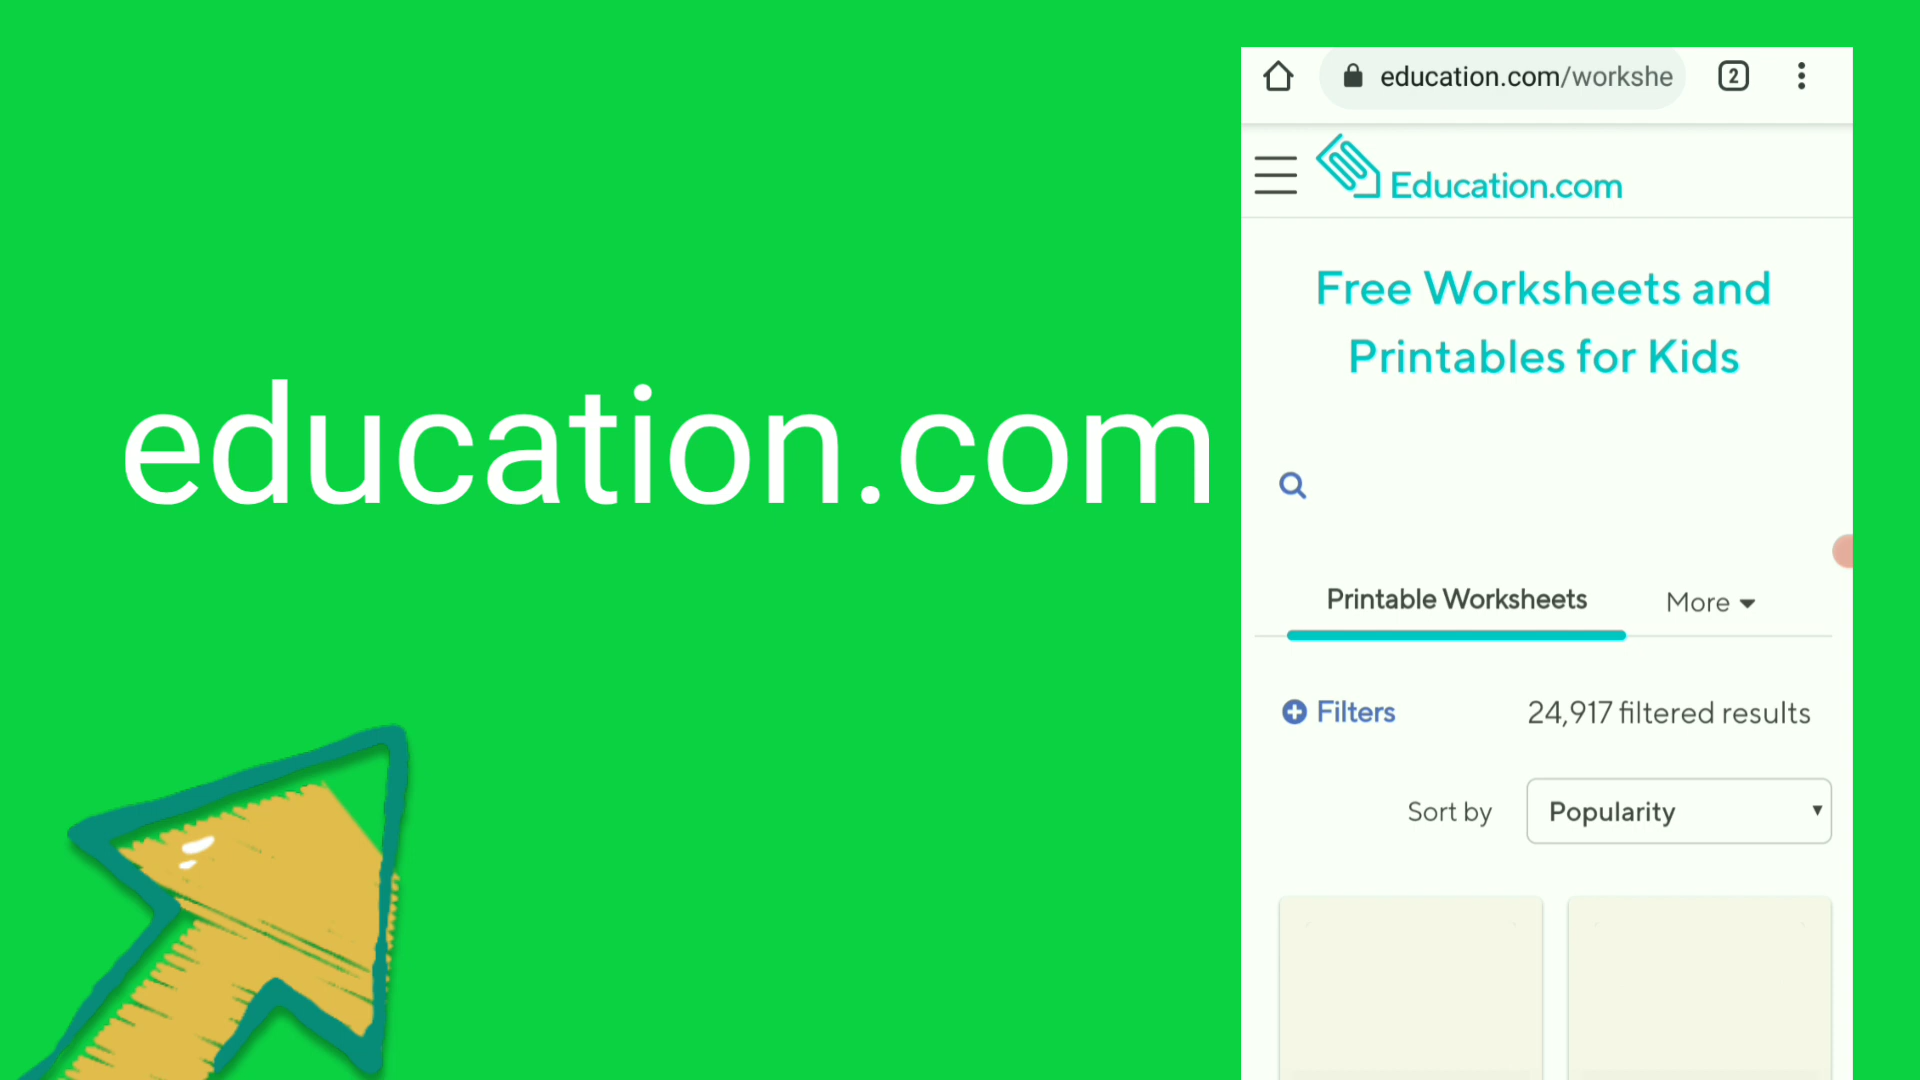 education.com
education.com/workshe
2
Education.com
Free Worksheets and
Printables for Kids
Printable Worksheets
More
Filters
24,917 filtered results
Sort by
Popularity